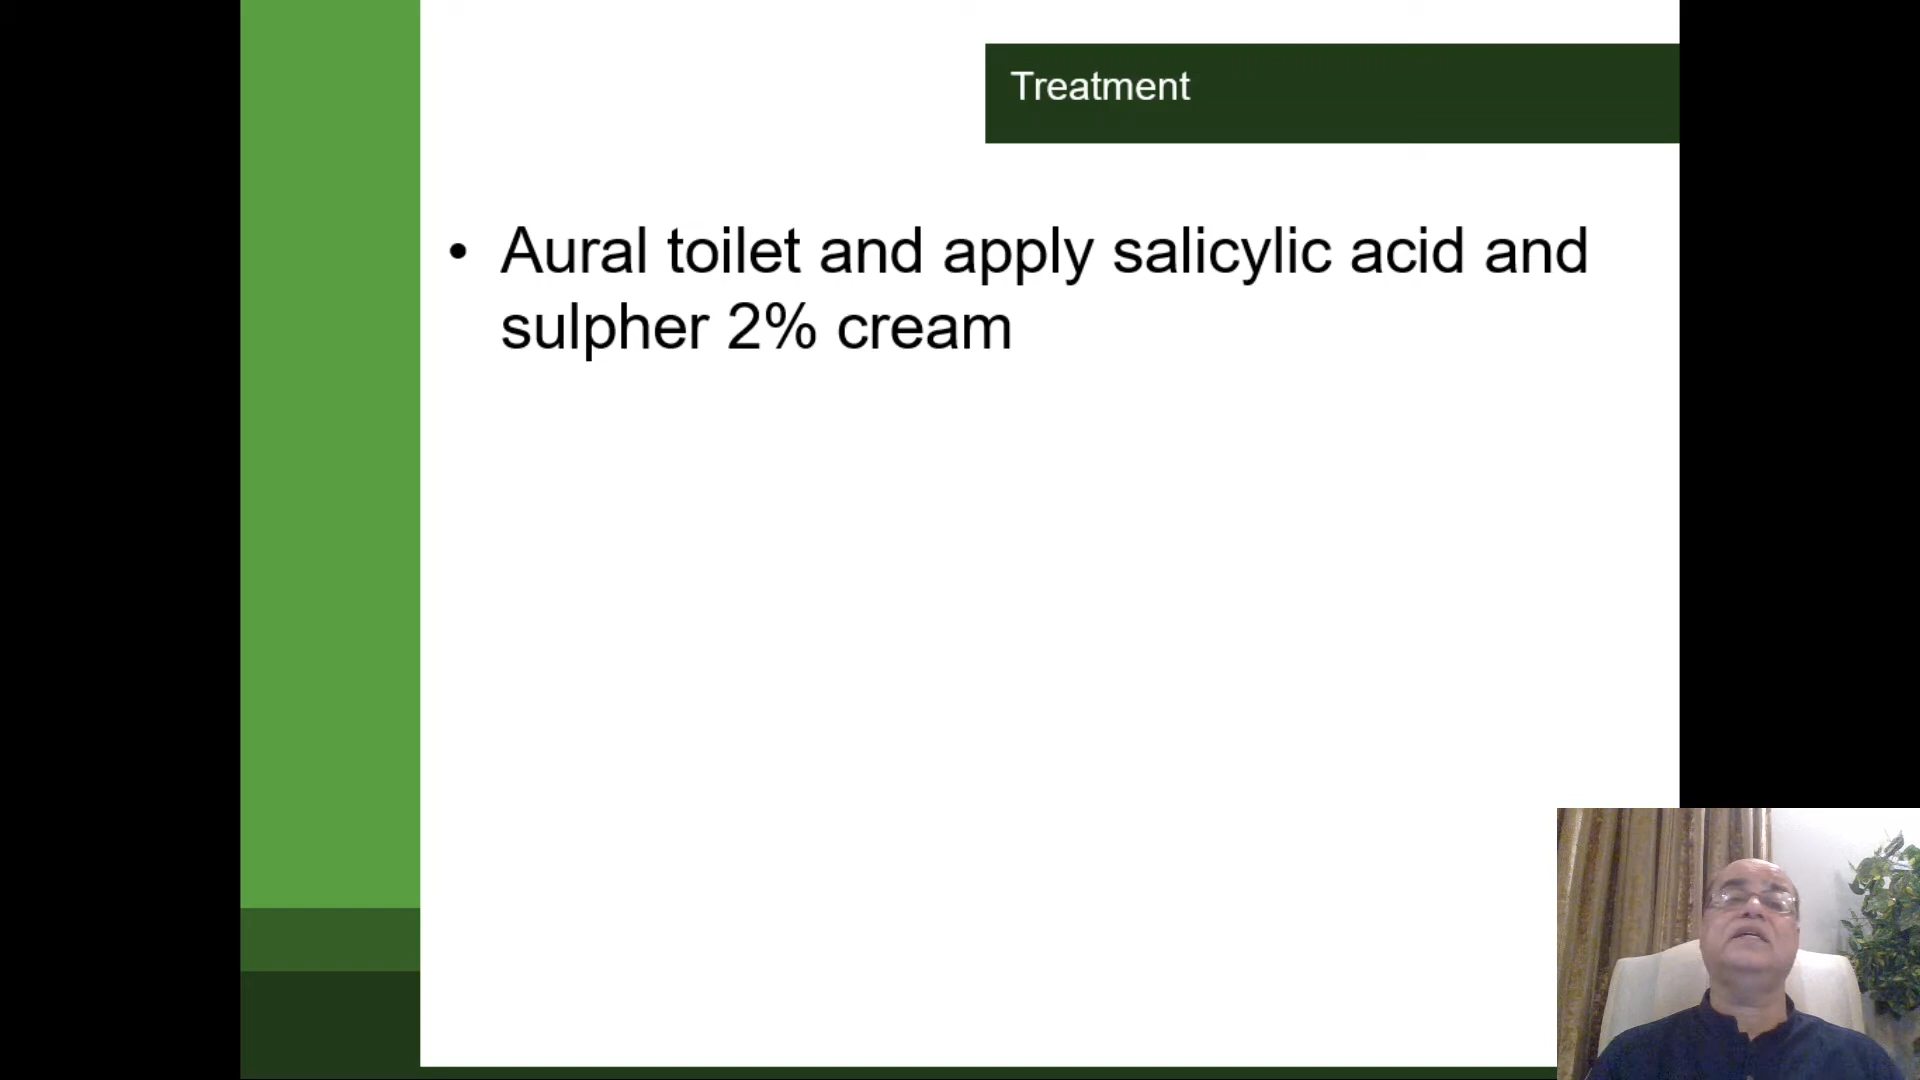 Treatment
• Aural toilet and apply salicylic acid and
sulpher 2% cream